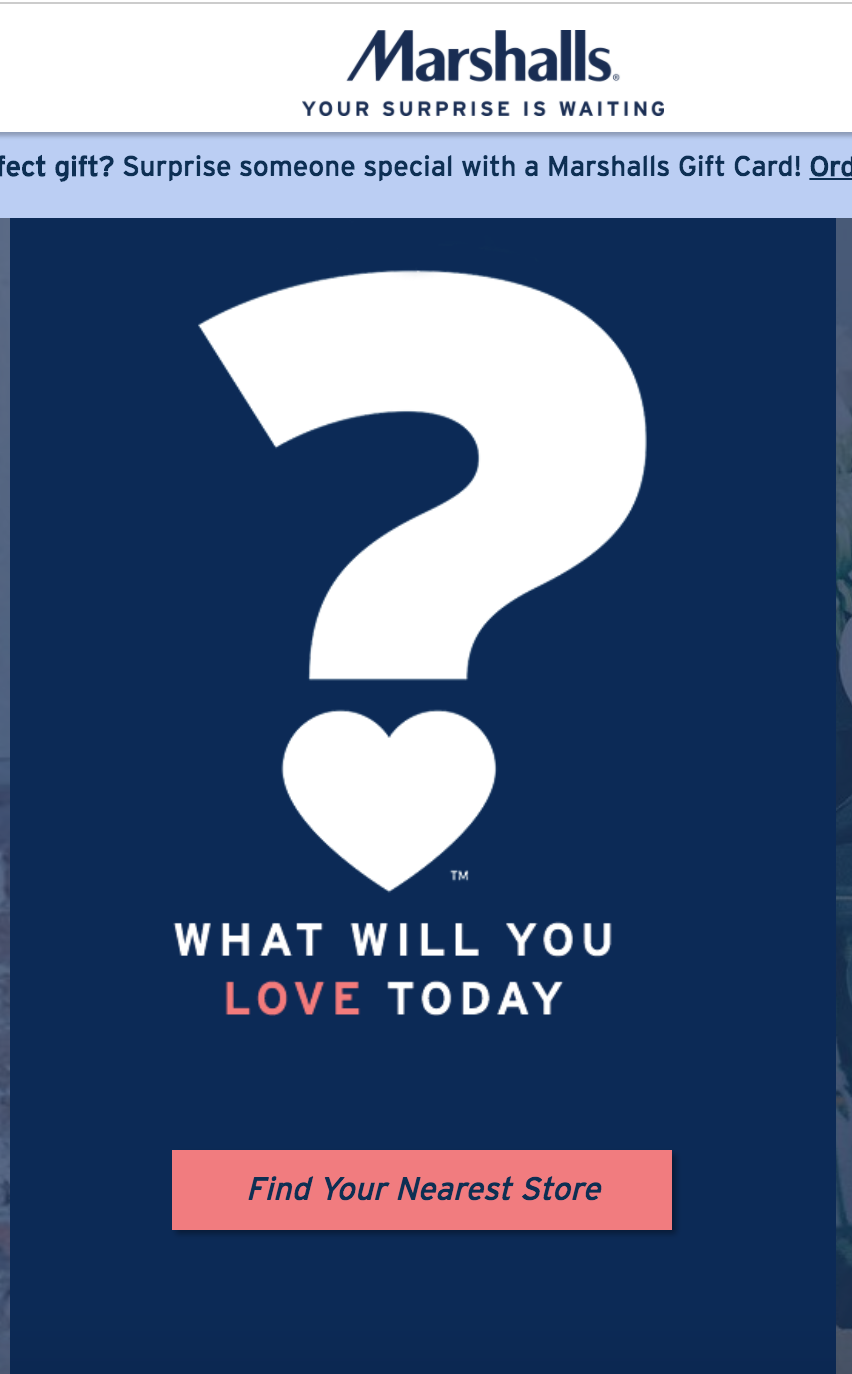 Marshalls®
YOUR SURPRISE IS WAITING
fect gift? Surprise someone special with a Marshalls Gift Card! Ord
TM
WHAT WILL YOU
LOVE TODAY
Find Your Nearest Store